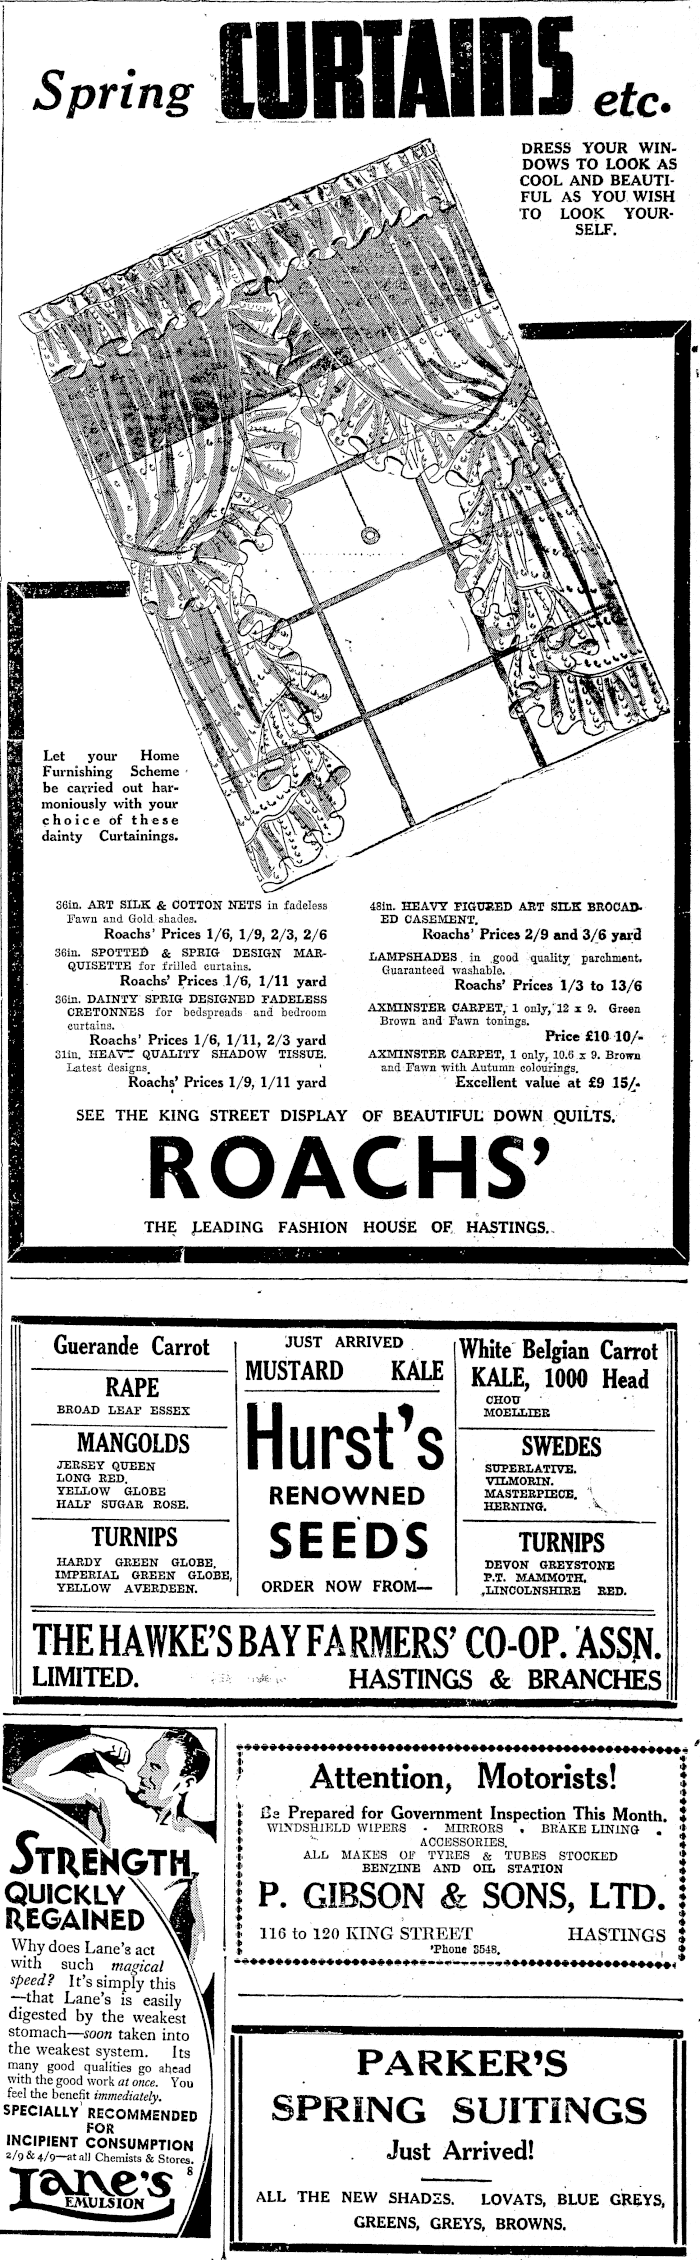 Spring CURTAINS etc.
DRESS YOUR WIN-
DOWS TO LOOK AS
COOL AND BEAUTI-
FUL AS YOU WISH
TO LOOK YOUR-
SELF.
Let your Home
Furnishing Scheme
be carried out har-
moniously with your
choice of these
dainty Curtainings.
36in. ART SILK & COTTON NETS in fadeless
Fawn and Gold shades.
Roachs' Prices 1/6, 1/9, 2/3, 2/6
36in. SPOTTED & SPRIG DESIGN MAR-
QUISETTE for frilled curtains.
Roachs' Prices 1/6, 1/11 yard
36in. DAINTY SPRIG DESIGNED FADELESS
CRETONNES for bedspreads and bedroom
curtains.
Roachs' Prices 1/6, 1/11, 2/3 yard
31in. HEAVY QUALITY SHADOW TISSUE.
Latest designs.
Roachs' Prices 1/9, 1/11 yard
48in. HEAVY FIGURED ART SILK BROCAD-
ED CASEMENT.
Roachs' Prices 2/9 and 3/6 yard
LAMPSHADES in good quality parchment.
Guaranteed washable.
Roachs' Prices 1/3 to 13/6
AXMINSTER CARPET, 1 only, 12 x 9. Green
Brown and Fawn tonings.
Price £10 10/-
AXMINSTER CARPET, 1 only, 10.6 x 9. Brown
and Fawn with Autumn colourings.
Excellent value at £9 15/-
SEE THE KING STREET DISPLAY OF BEAUTIFUL DOWN QUILTS.
ROACHS'
THE LEADING FASHION HOUSE OF HASTINGS.
Guerande Carrot
RAPE
BROAD LEAF ESSEX
MANGOLDS
JERSEY QUEEN
LONG RED.
YELLOW GLOBE
HALF SUGAR ROSE.
TURNIPS
HARDY GREEN GLOBE.
IMPERIAL GREEN GLOBE,
YELLOW AVERDEEN.
JUST ARRIVED
MUSTARD KALE
Hurst's
RENOWNED
SEEDS
ORDER NOW FROM—
White Belgian Carrot
KALE, 1000 Head
CHOU
MOELLIER
SWEDES
SUPERLATIVE.
VILMORIN.
MASTERPIECE.
HERNING.
TURNIPS
DEVON GREYSTONE
P.T. MAMMOTH.
LINCOLNSHIRE RED.
THE HAWKE'S BAY FARMERS' CO-OP. ASSN.
LIMITED. HASTINGS & BRANCHES
STRENGTH
QUICKLY
REGAINED
Why does Lane's act
with such magical
speed? It's simply this
—that Lane's is easily
digested by the weakest
stomach—soon taken into
the weakest system. Its
many good qualities go ahead
with the good work at once. You
feel the benefit immediately.
SPECIALLY RECOMMENDED
FOR
INCIPIENT CONSUMPTION
2/9 & 4/9—at all Chemists & Stores.
8
Lane's
EMULSION
Attention, Motorists!
Be Prepared for Government Inspection This Month.
WINDSHIELD WIPERS - MIRRORS . BRAKE LINING .
ACCESSORIES.
ALL MAKES OF TYRES & TUBES STOCKED
BENZINE AND OIL STATION
P. GIBSON & SONS, LTD.
116 to 120 KING STREET HASTINGS
'Phone 3548.
PARKER'S
SPRING SUITINGS
Just Arrived!
ALL THE NEW SHADES. LOVATS, BLUE GREYS,
GREENS, GREYS, BROWNS.